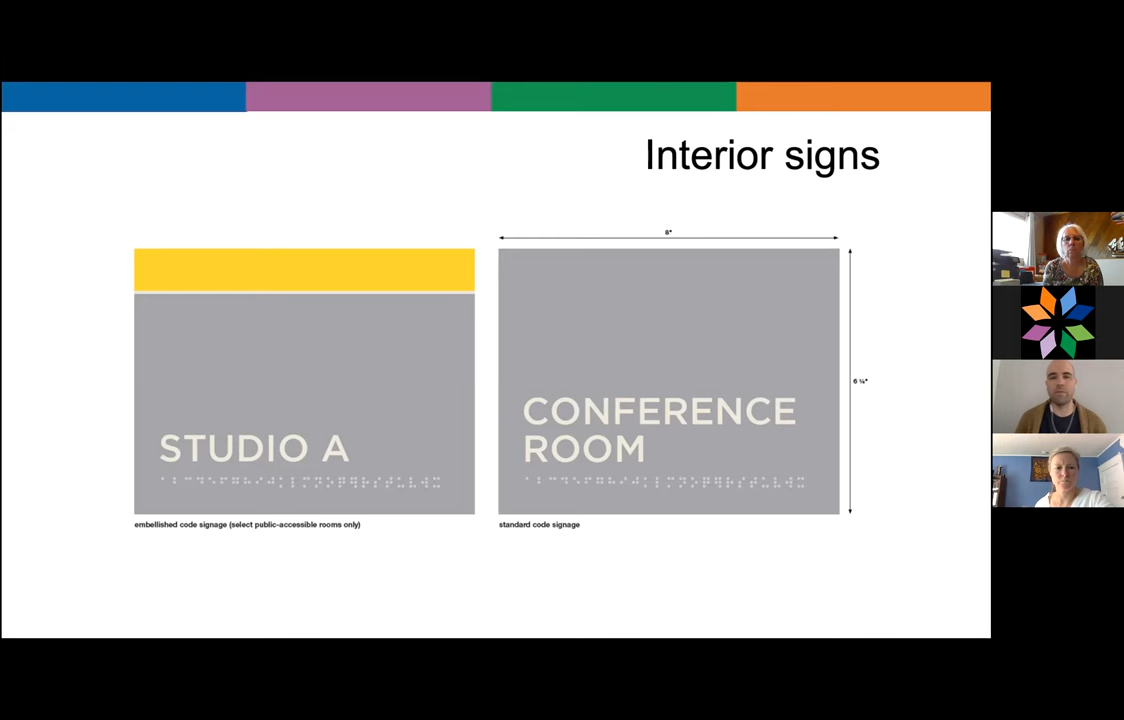 Interior signs
8"
STUDIO A
CONFERENCE
ROOM
6 ¼"
embellished code signage (select public-accessible rooms only)
standard code signage